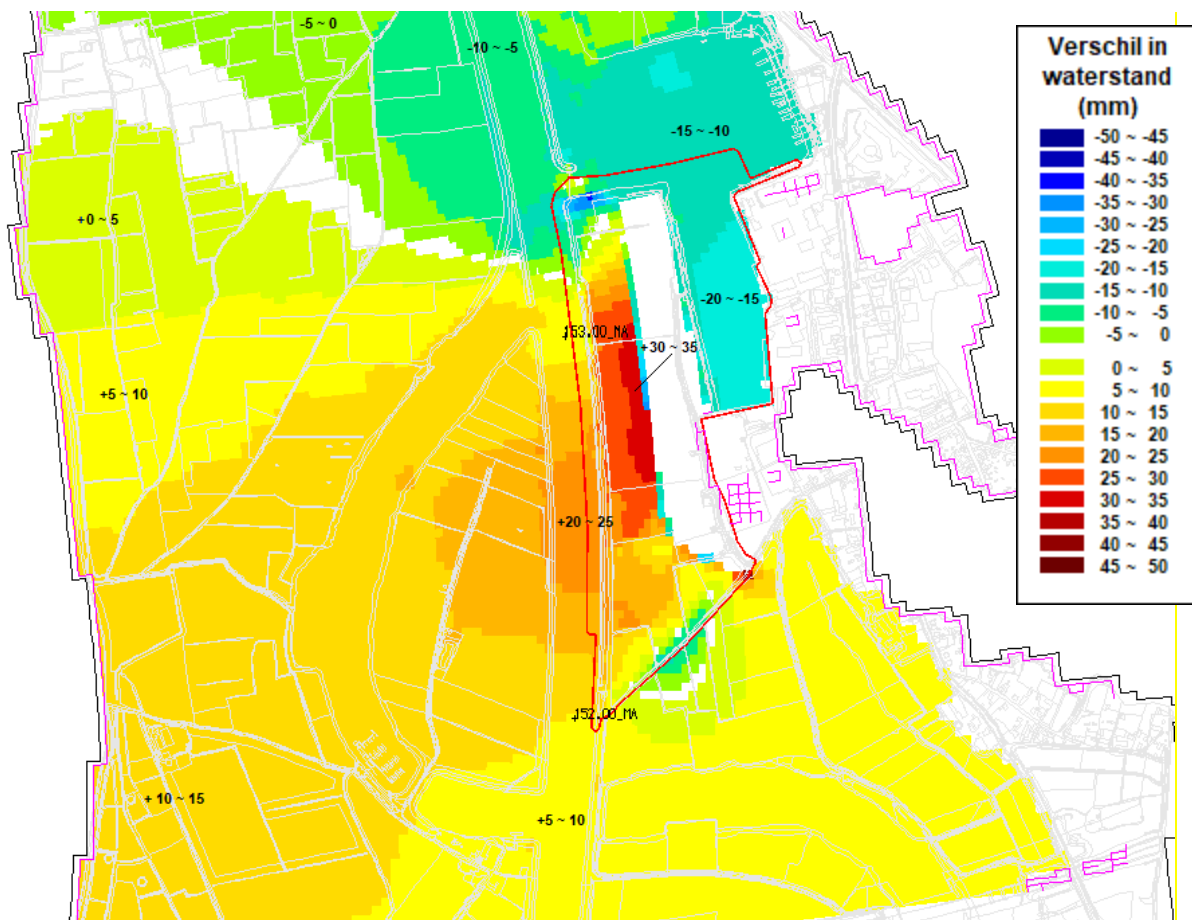 -5 ~ 0
-10 ~ -5
-15 ~ -10
+0 ~ 5
-20 ~ -15
153.00_MA
+30 ~ 35
+5 ~ 10
+20 ~ 25
152.00_MA
+ 10 ~ 15
+5 ~ 10
Verschil in
waterstand
(mm)
-50 ~ -45
-45 ~ -40
-40 ~ -35
-35 ~ -30
-30 ~ -25
-25 ~ -20
-20 ~ -15
-15 ~ -10
-10 ~ -5
-5 ~ 0
0 ~ 5
5 ~ 10
10 ~ 15
15 ~ 20
20 ~ 25
25 ~ 30
30 ~ 35
35 ~ 40
40 ~ 45
45 ~ 50